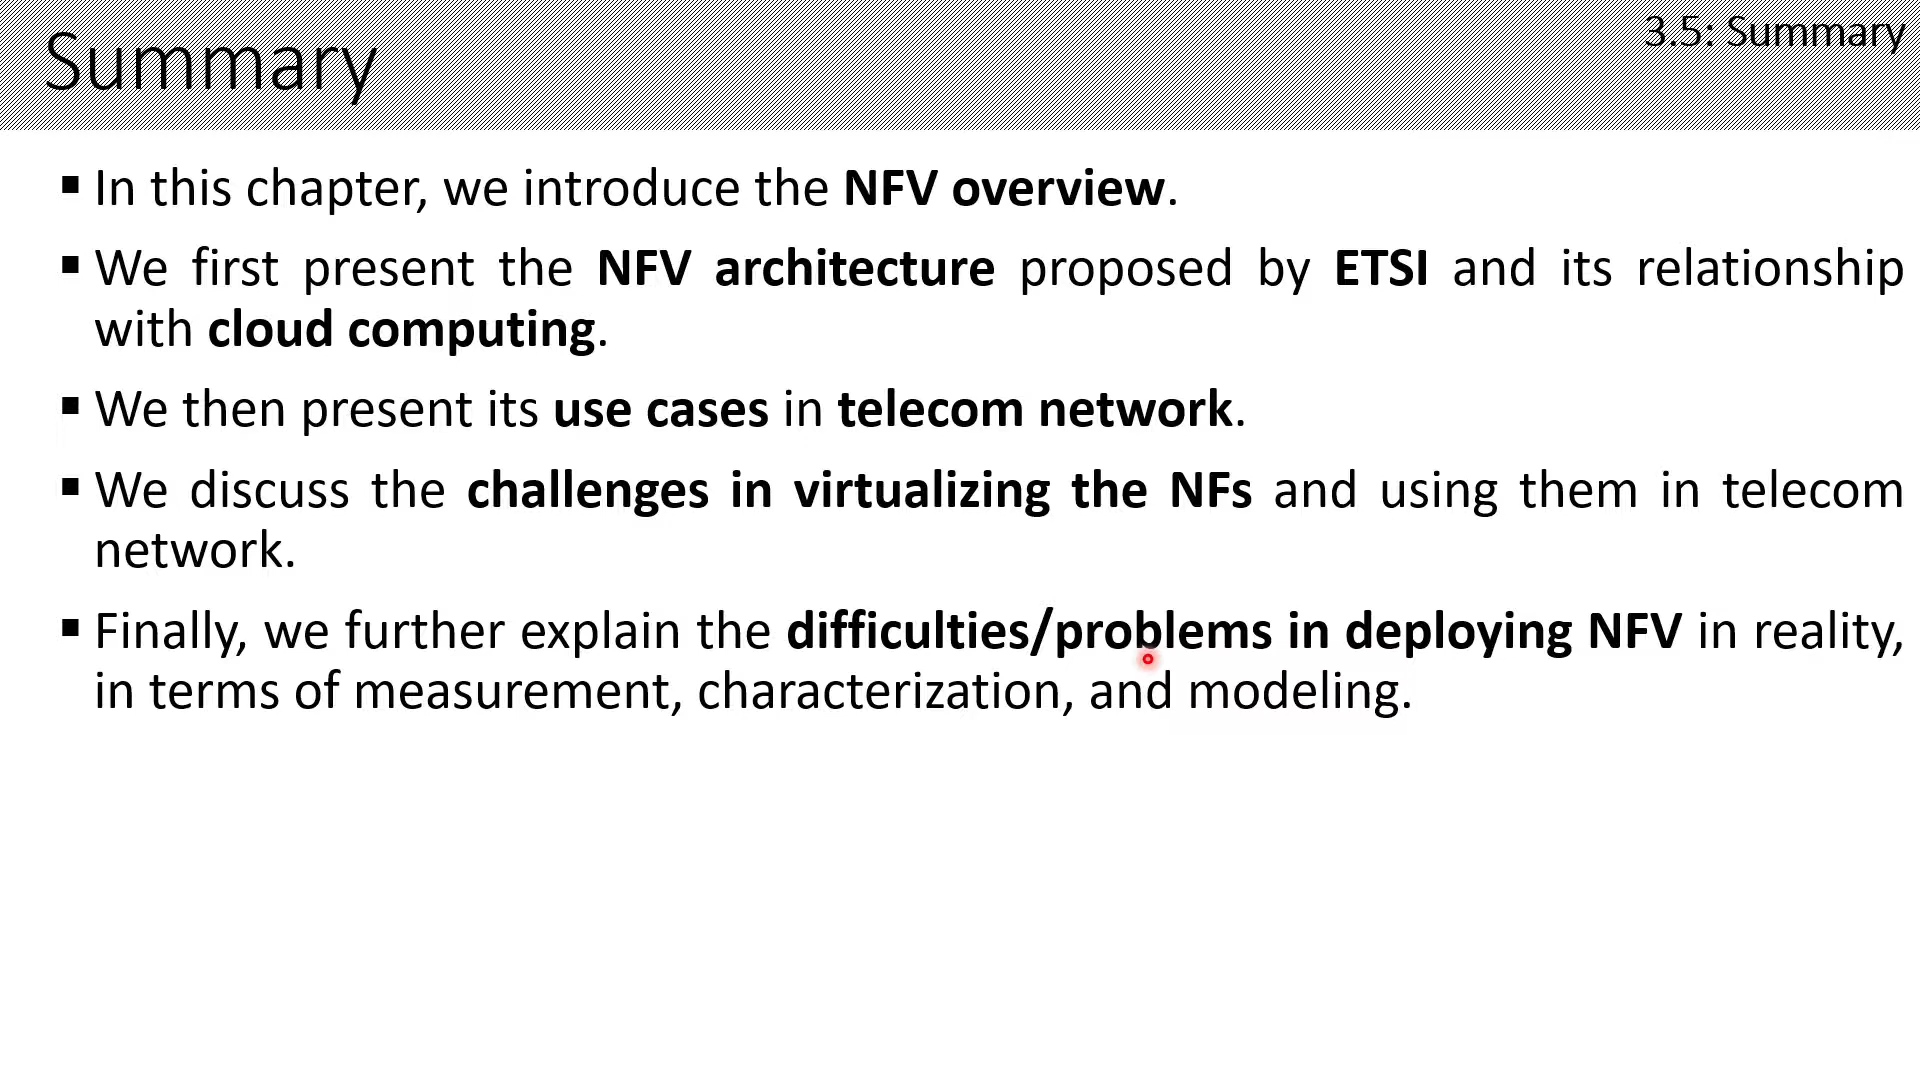 Summary
3.5: Summary
▪ In this chapter, we introduce the NFV overview.
▪ We first present the NFV architecture proposed by ETSI and its relationship
with cloud computing.
▪ We then present its use cases in telecom network.
▪ We discuss the challenges in virtualizing the NFs and using them in telecom
network.
▪ Finally, we further explain the difficulties/problems in deploying NFV in reality,
in terms of measurement, characterization, and modeling.